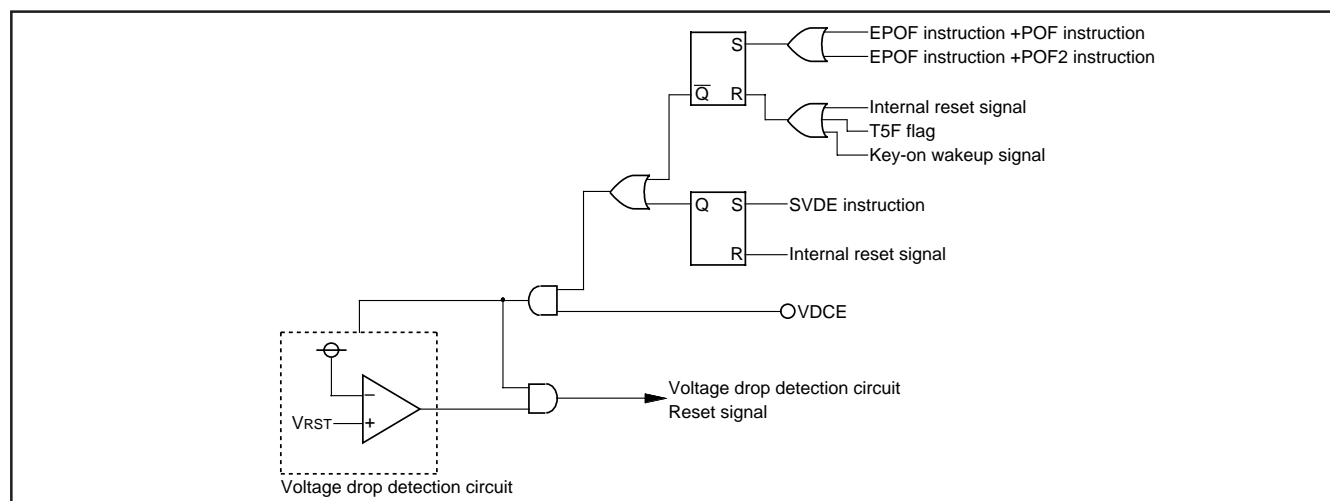 EPOF instruction +POF instruction
S
EPOF instruction +POF2 instruction
Q
R
Internal reset signal
T5F flag
Key-on wakeup signal
Q
S
SVDE instruction
R
Internal reset signal
VDCE
Voltage drop detection circuit
Reset signal
−
VRST
+
Voltage drop detection circuit